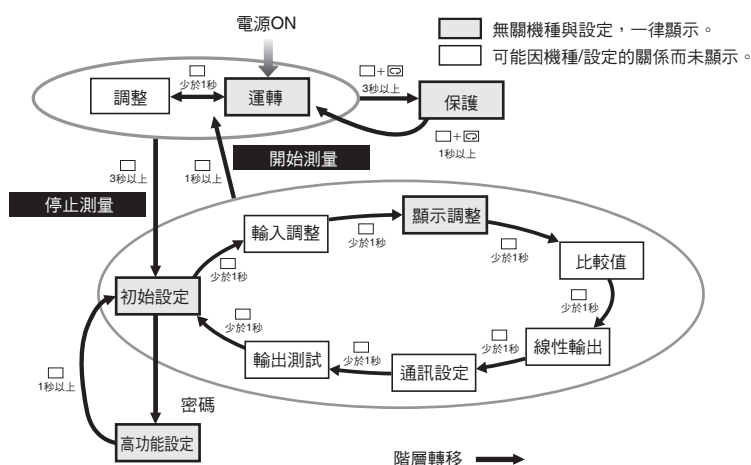 電源ON
無關機種與設定，一律顯示。
可能因機種/設定的關係而未顯示。
調整
少於1秒
運轉
+
3秒以上
保護
+
1秒以上
開始測量
3秒以上
1秒以上
停止測量
輸入調整
少於1秒
顯示調整
少於1秒
比較值
少於1秒
少於1秒
初始設定
少於1秒
線性輸出
少於1秒
輸出測試
少於1秒
通訊設定
1秒以上
密碼
高功能設定
階層轉移